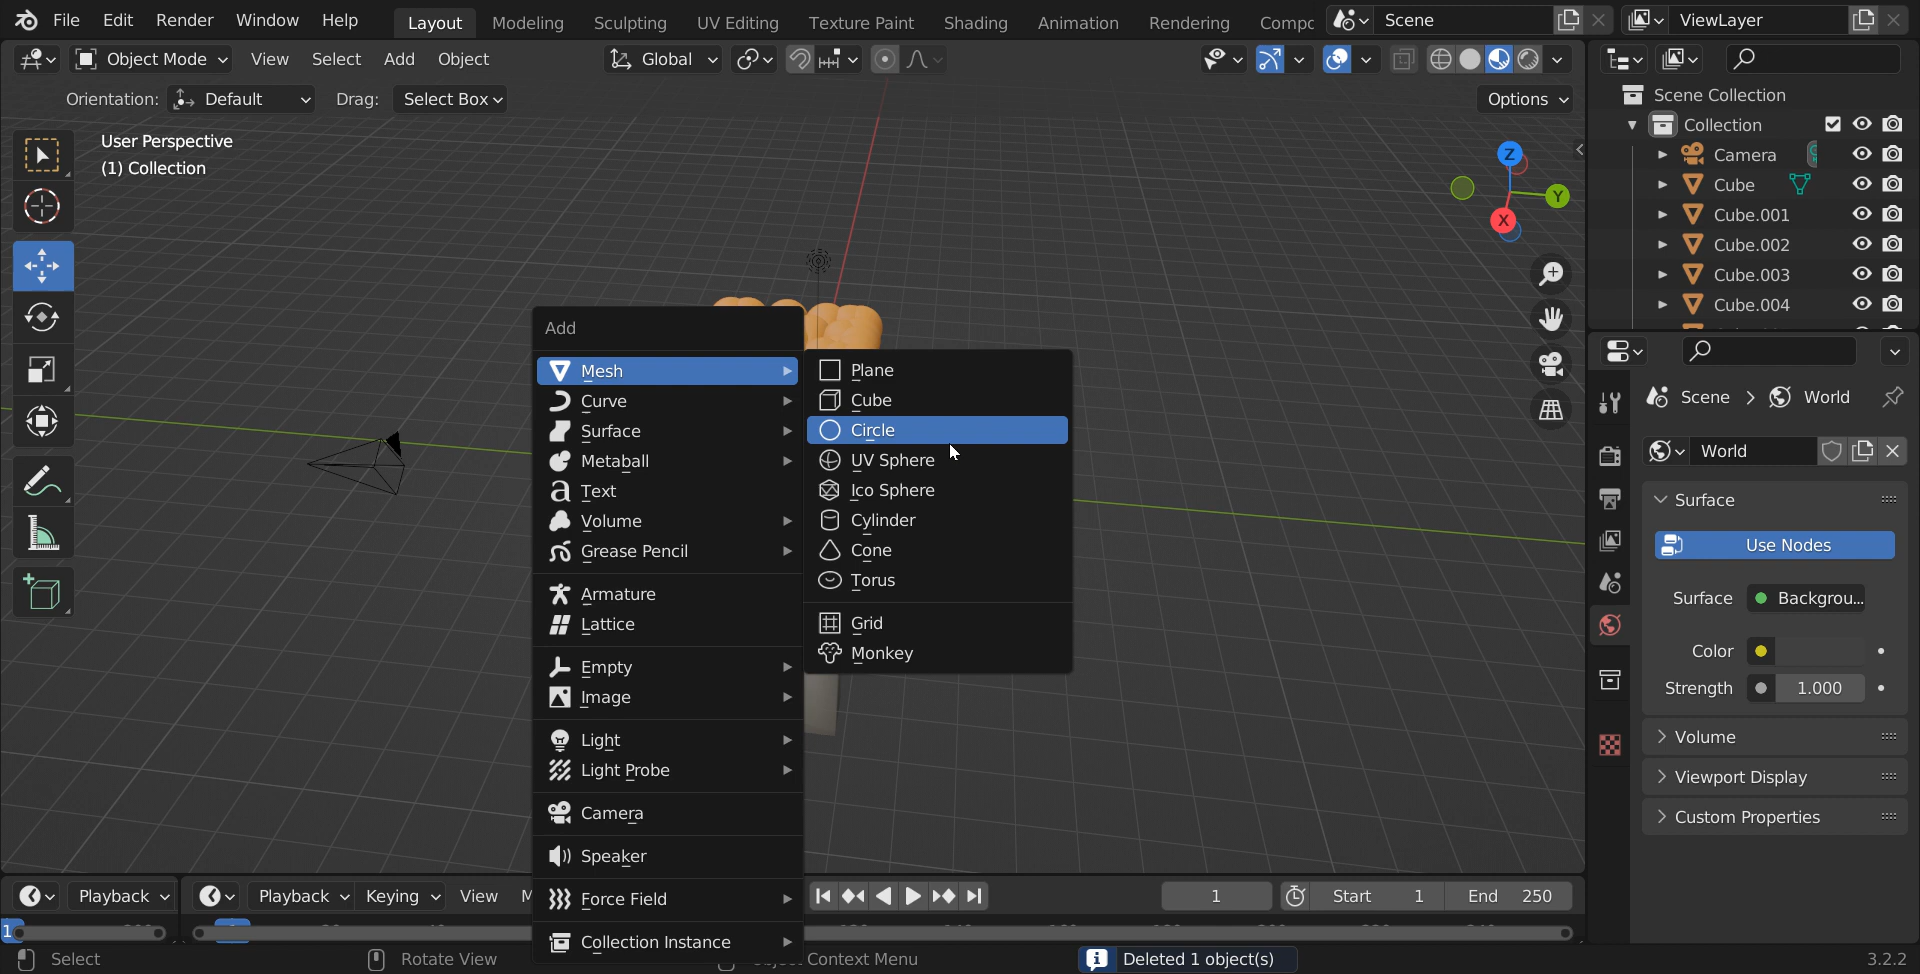 File Edit Render Window Help Layout Modeling Sculpting UV Editing Texture Paint Shading Animation Rendering Scene ViewLayer
Object Mode View Select Add Object Global
Orientation: Default Drag: Select Box Options
User Perspective
(1) Collection
Z
Y
X
Add
Mesh
Curve
Surface
Metaball
Text
Volume
Grease Pencil
Armature
Lattice
Empty
Image
Light
Light Probe
Camera
Speaker
Force Field
Collection Instance
Plane
Cube
Circle
UV Sphere
Ico Sphere
Cylinder
Cone
Torus
Grid
Monkey
Scene Collection
Collection
Camera
Cube
Cube.001
Cube.002
Cube.003
Cube.004
Scene > World
World
Surface
Use Nodes
Surface Backgrou...
Color
Strength 1.000
Volume
Viewport Display
Custom Properties
Playback Playback Keying View 1 Start 1 End 250
1
Select Rotate View Context Menu Deleted 1 object(s) 3.2.2